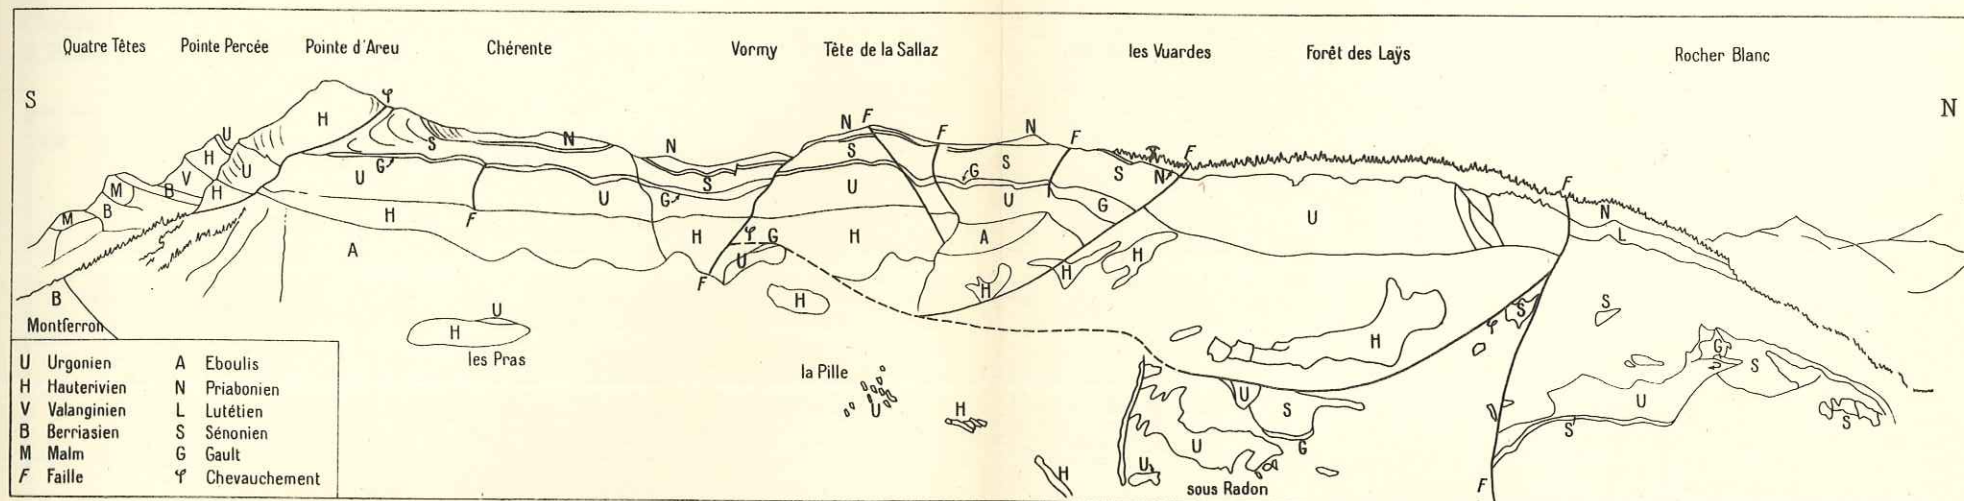 Quatre Têtes Pointe Percée Pointe d'Areu Chérente Vormy Tête de la Sallaz les Vuardes Forêt des Laÿs Rocher Blanc
S N
φ
H
F
N
F
N
F
U
N
S
N
F
H
V
U
G
U
S
G
S
S
N
M
B
B
H
U
G
U
U
G
N
M
H
F
H
φ G
H
A
U
L
A
U
H
H
H
B
F
H
S
S
Montferron
H
U
les Pras
H
φ
G
S
la Pille
U
H
U
S
U
S
S
U
G
U
H
sous Radon
F
U Urgonien A Eboulis
H Hauterivien N Priabonien
V Valanginien L Lutétien
B Berriasien S Sénonien
M Malm G Gault
F Faille φ Chevauchement